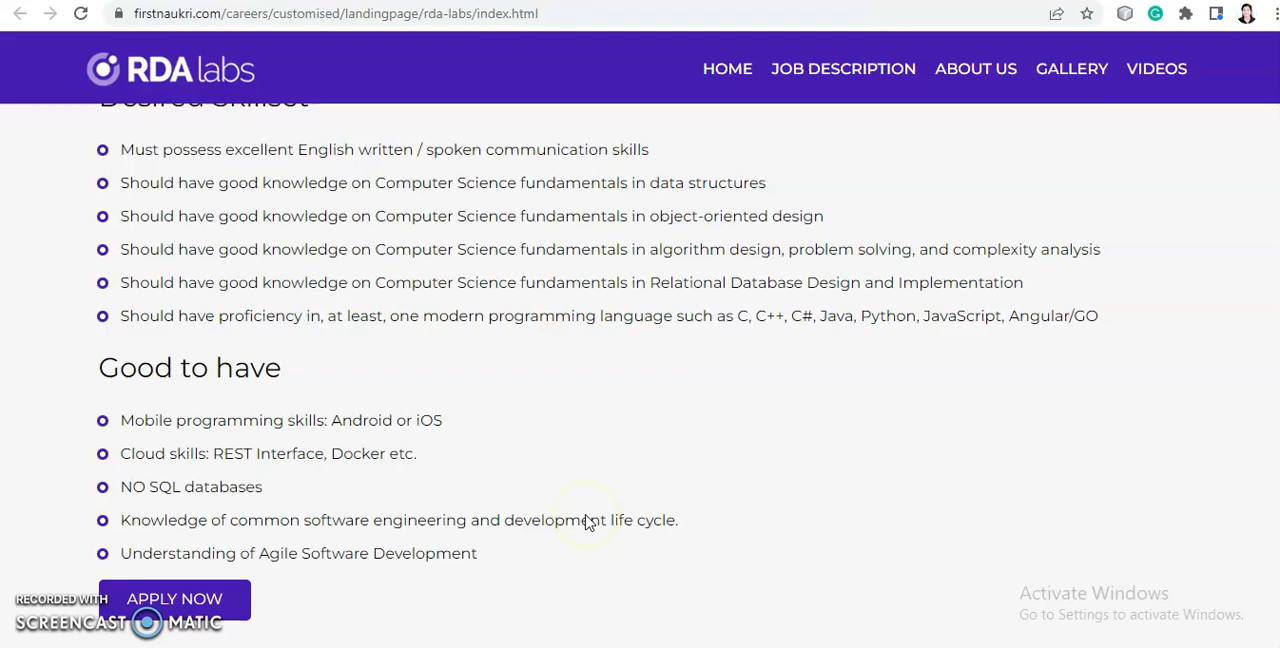 firstnaukri.com/careers/customised/landingpage/rda-labs/index.html
RDA labs
HOME JOB DESCRIPTION ABOUT US GALLERY VIDEOS
Desired Skillset
Must possess excellent English written / spoken communication skills
Should have good knowledge on Computer Science fundamentals in data structures
Should have good knowledge on Computer Science fundamentals in object-oriented design
Should have good knowledge on Computer Science fundamentals in algorithm design, problem solving, and complexity analysis
Should have good knowledge on Computer Science fundamentals in Relational Database Design and Implementation
Should have proficiency in, at least, one modern programming language such as C, C++, C#, Java, Python, JavaScript, Angular/GO
Good to have
Mobile programming skills: Android or iOS
Cloud skills: REST Interface, Docker etc.
NO SQL databases
Knowledge of common software engineering and development life cycle.
Understanding of Agile Software Development
APPLY NOW
RECORDED WITH
SCREENCAST MATIC
Activate Windows
Go to Settings to activate Windows.